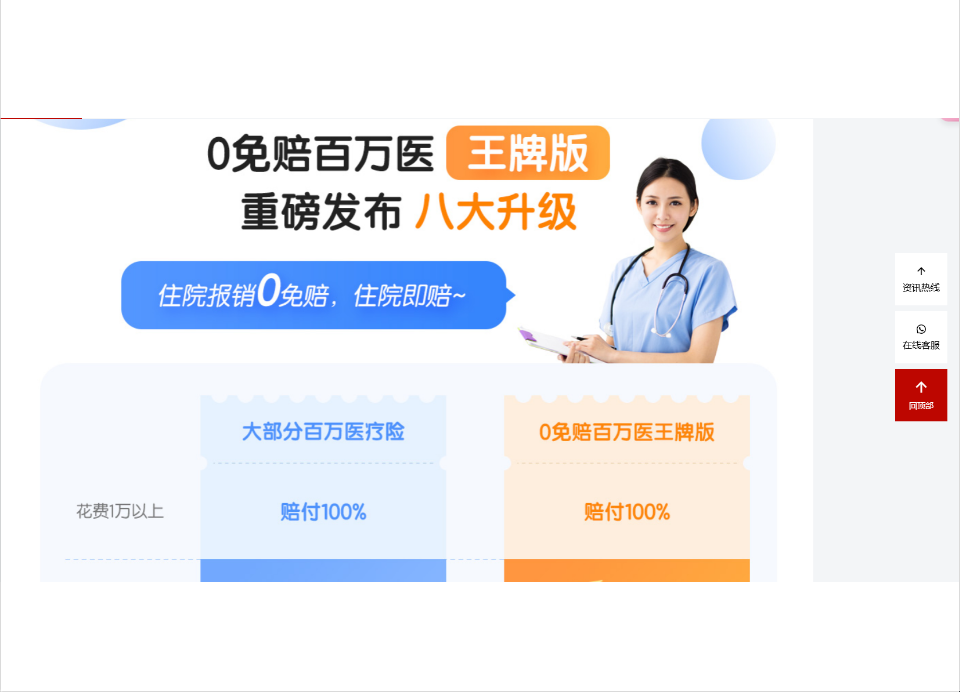 0免赔百万医 王牌版
重磅发布 八大升级
住院报销0免赔，住院即赔~
资讯热线
在线客服
回顶部
大部分百万医疗险
0免赔百万医王牌版
花费1万以上
赔付100%
赔付100%